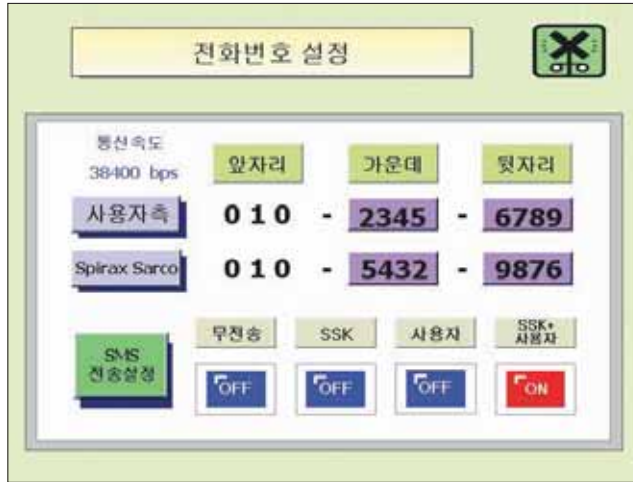 전화번호 설정
통신속도
38400 bps
앞자리 가운데 뒷자리
사용자측 010 - 2345 - 6789
Spirax Sarco 010 - 5432 - 9876
SMS
전송설정
무전송 SSK 사용자 SSK+
사용자
OFF OFF OFF ON